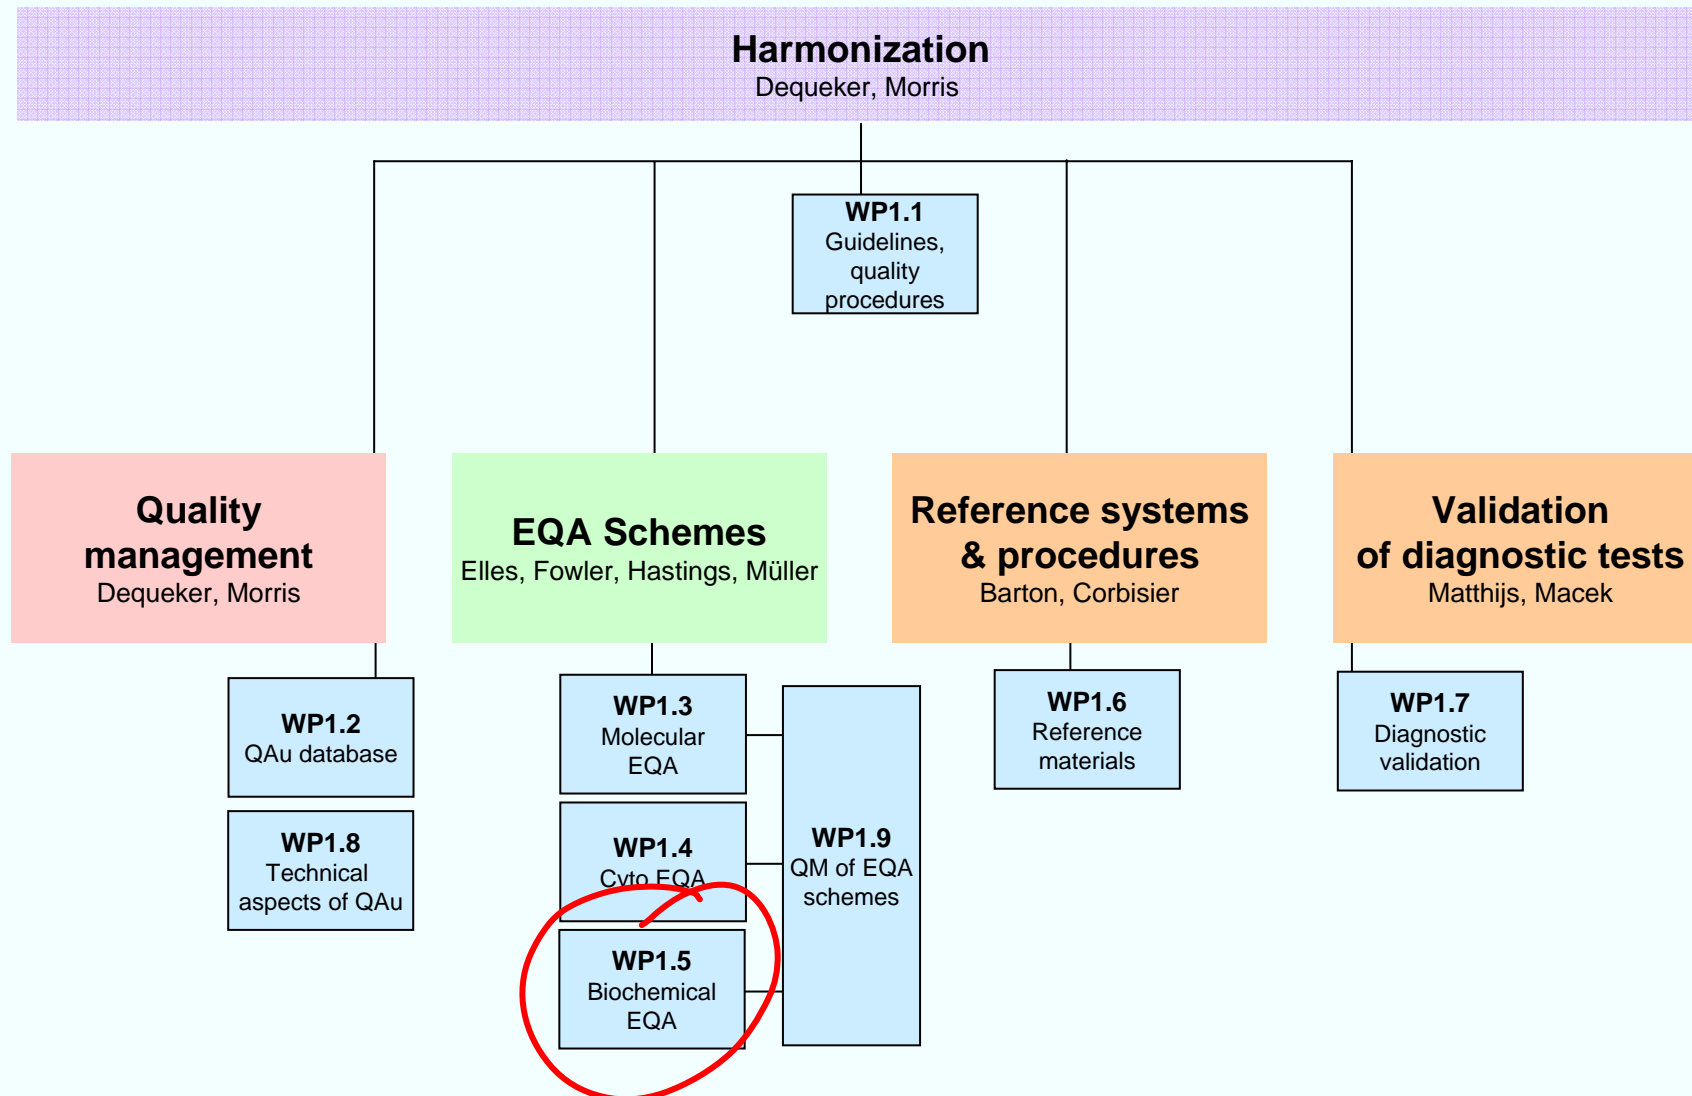 Harmonization
Dequeker, Morris
WP1.1
Guidelines,
quality
procedures
Quality
management
Dequeker, Morris
EQA Schemes
Elles, Fowler, Hastings, Müller
Reference systems
& procedures
Barton, Corbisier
Validation
of diagnostic tests
Matthijs, Macek
WP1.2
QAu database
WP1.8
Technical
aspects of QAu
WP1.3
Molecular
EQA
WP1.4
Cyto EQA
WP1.5
Biochemical
EQA
WP1.9
QM of EQA
schemes
WP1.6
Reference
materials
WP1.7
Diagnostic
validation